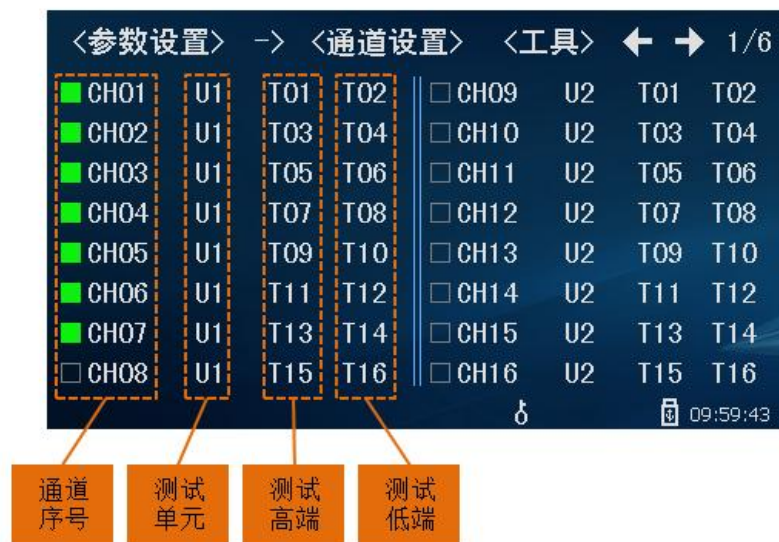 <参数设置> -> <通道设置> <工具> ← → 1/6
CH01 U1 T01 T02 CH09 U2 T01 T02
CH02 U1 T03 T04 CH10 U2 T03 T04
CH03 U1 T05 T06 CH11 U2 T05 T06
CH04 U1 T07 T08 CH12 U2 T07 T08
CH05 U1 T09 T10 CH13 U2 T09 T10
CH06 U1 T11 T12 CH14 U2 T11 T12
CH07 U1 T13 T14 CH15 U2 T13 T14
CH08 U1 T15 T16 CH16 U2 T15 T16
09:59:43
通道
序号
测试
单元
测试
高端
测试
低端